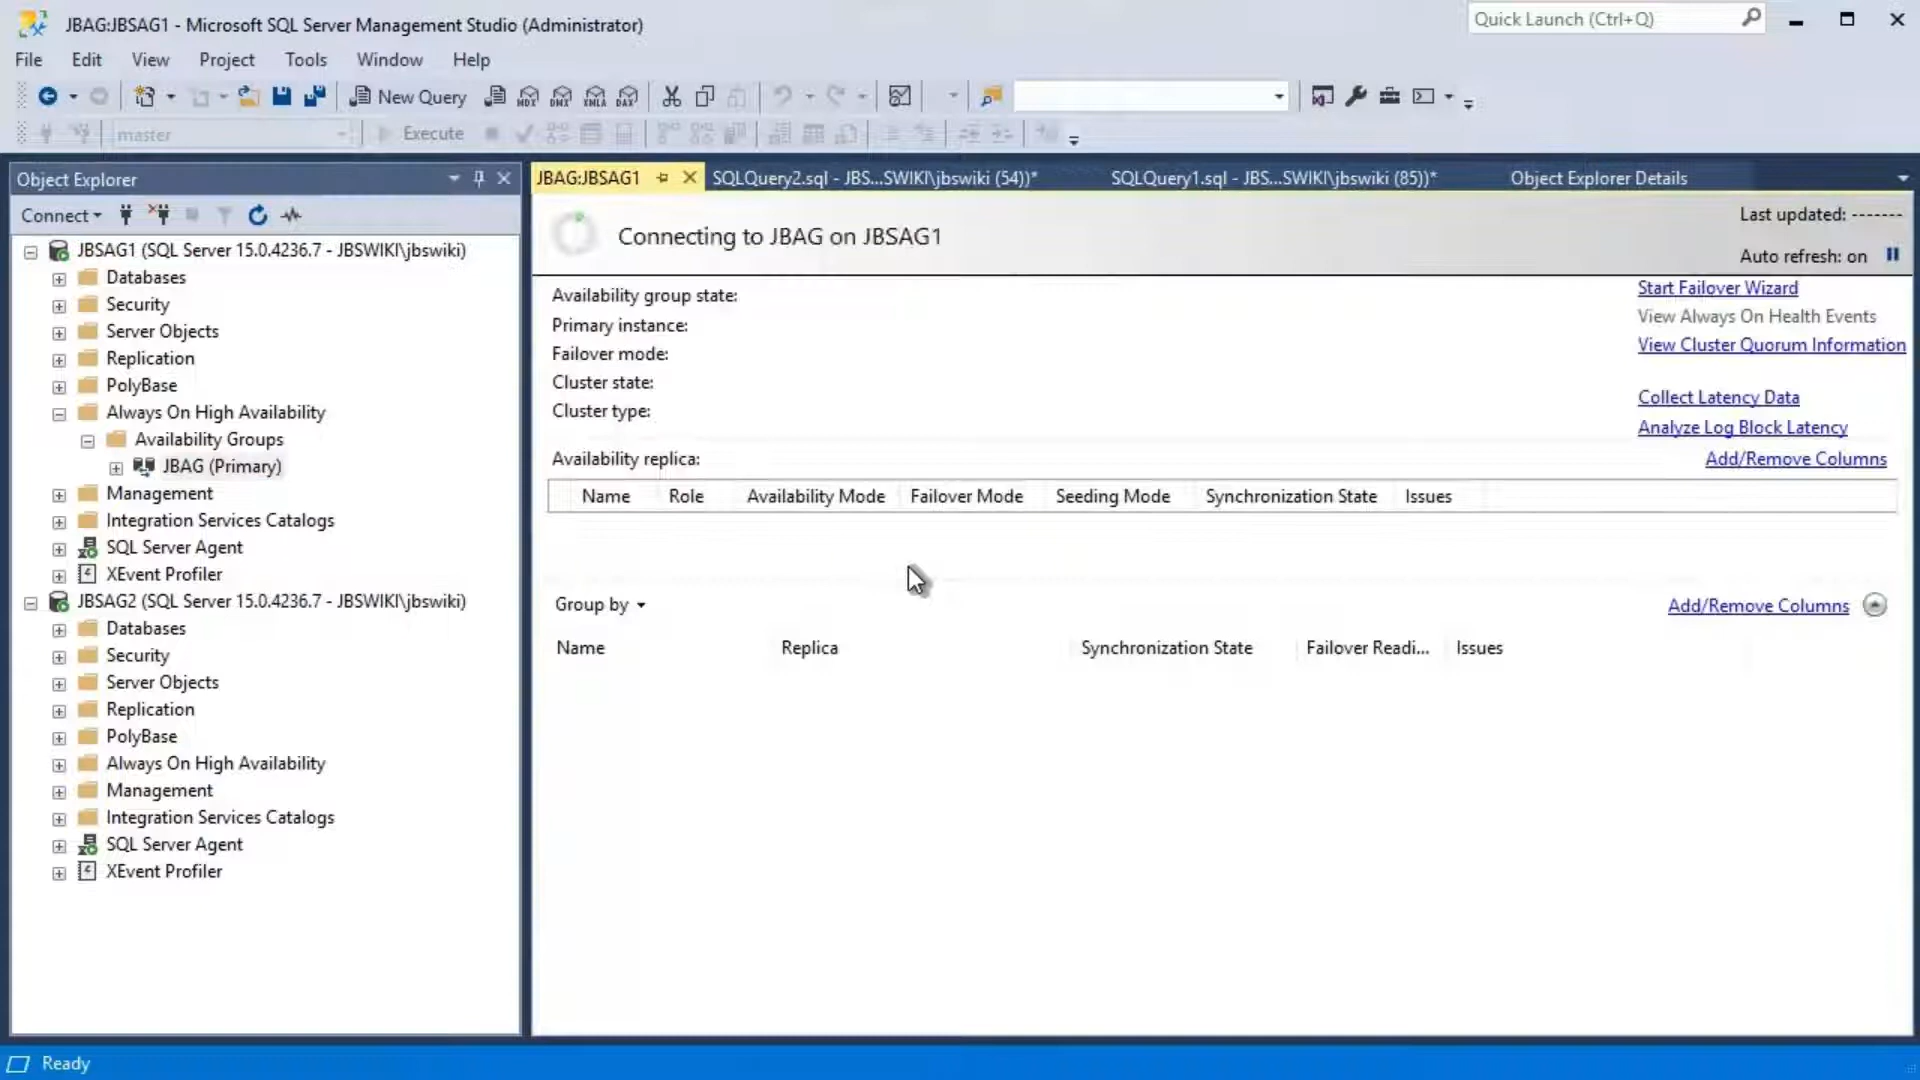 JBAG:JBSAG1 - Microsoft SQL Server Management Studio (Administrator)
Quick Launch (Ctrl+Q)
File Edit View Project Tools Window Help
New Query MDX DMX XMLA DAX
master Execute
Object Explorer
Connect
JBSAG1 (SQL Server 15.0.4236.7 - JBSWIKI\jbswiki)
Databases
Security
Server Objects
Replication
PolyBase
Always On High Availability
Availability Groups
JBAG (Primary)
Management
Integration Services Catalogs
SQL Server Agent
XEvent Profiler
JBSAG2 (SQL Server 15.0.4236.7 - JBSWIKI\jbswiki)
Databases
Security
Server Objects
Replication
PolyBase
Always On High Availability
Management
Integration Services Catalogs
SQL Server Agent
XEvent Profiler
JBAG:JBSAG1 SQLQuery2.sql - JBS...SWIKI\jbswiki (54))* SQLQuery1.sql - JBS...SWIKI\jbswiki (85))* Object Explorer Details
Connecting to JBAG on JBSAG1
Last updated: -------
Auto refresh: on
Availability group state:
Primary instance:
Failover mode:
Cluster state:
Cluster type:
Start Failover Wizard
View Always On Health Events
View Cluster Quorum Information
Collect Latency Data
Analyze Log Block Latency
Availability replica: Add/Remove Columns
Name Role Availability Mode Failover Mode Seeding Mode Synchronization State Issues
Group by Add/Remove Columns
Name Replica Synchronization State Failover Readi... Issues
Ready